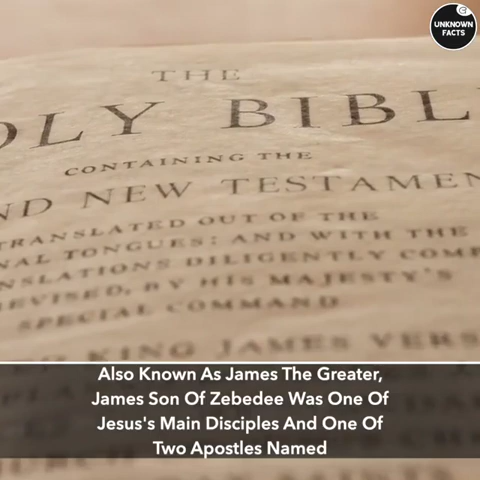 UNKNOWN
FACTS
THE
OLY BIBL
CONTAINING THE
ND NEW TESTAMEN
TRANSLATED OUT OF THE
NAL TONGUES: AND WITH THE
NSLATIONS DILIGENTLY COMP
EVISED, BY HIS MAJESTY'S
SPECIAL COMMAND
KING JAMES VERS
Also Known As James The Greater,
James Son Of Zebedee Was One Of
Jesus's Main Disciples And One Of
Two Apostles Named